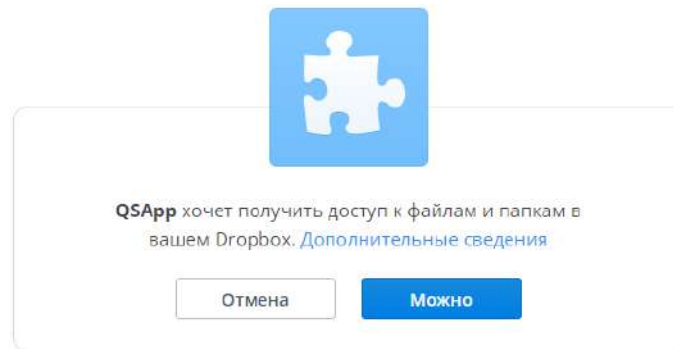 QSApp хочет получить доступ к файлам и папкам в
вашем Dropbox. Дополнительные сведения
Отмена
Можно